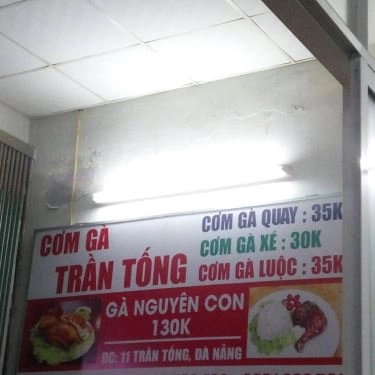 CƠM GÀ
TRẦN TỐNG
CƠM GÀ QUAY : 35K
CƠM GÀ XÉ : 30K
CƠM GÀ LUỘC : 35K
GÀ NGUYÊN CON
130K
ĐC: 11 TRẦN TỐNG, ĐÀ NẴNG